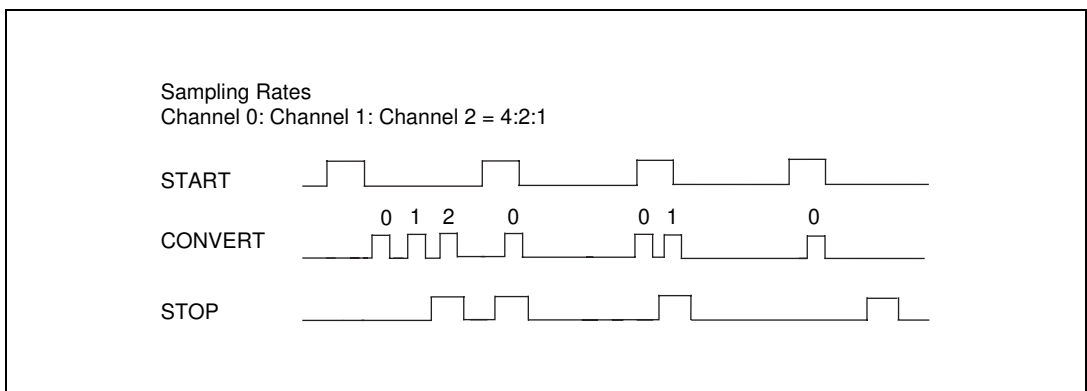 Sampling Rates
Channel 0: Channel 1: Channel 2 = 4:2:1
START
0 1 2 0 0 1 0
CONVERT
STOP